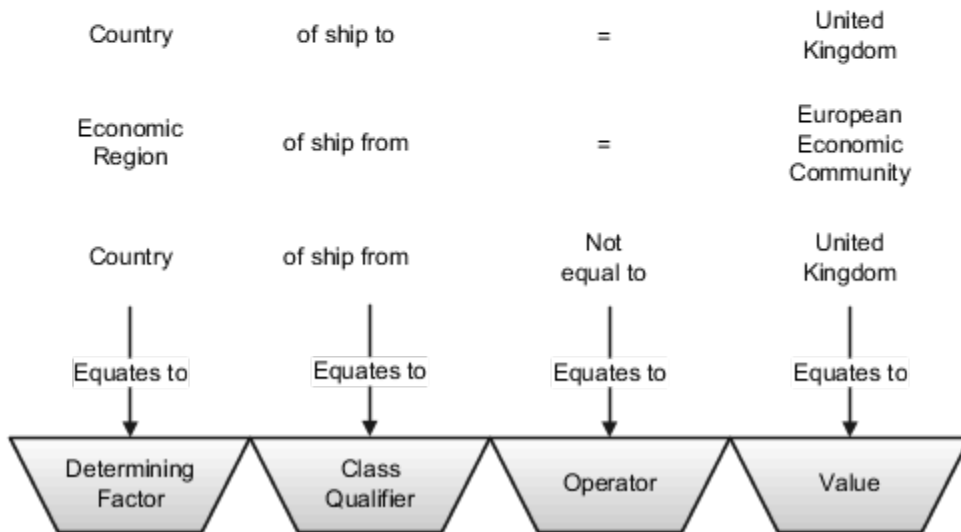 Country of ship to = United Kingdom
Economic Region of ship from = European Economic Community
Country of ship from Not equal to United Kingdom
Equates to Equates to Equates to Equates to
Determining Factor Class Qualifier Operator Value